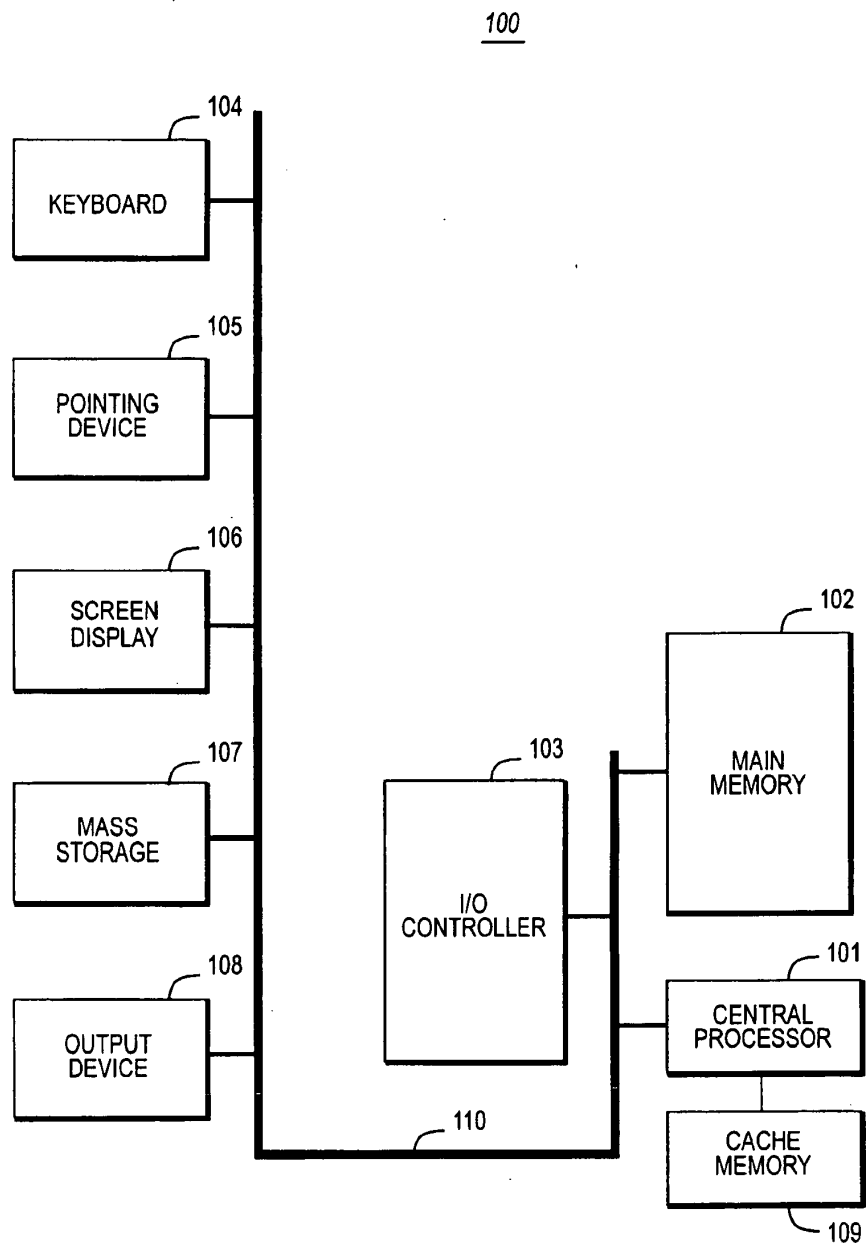 100
104
KEYBOARD
105
POINTING
DEVICE
106
SCREEN
DISPLAY
107
MASS
STORAGE
108
OUTPUT
DEVICE
103
I/O
CONTROLLER
102
MAIN
MEMORY
101
CENTRAL
PROCESSOR
CACHE
MEMORY
109
110